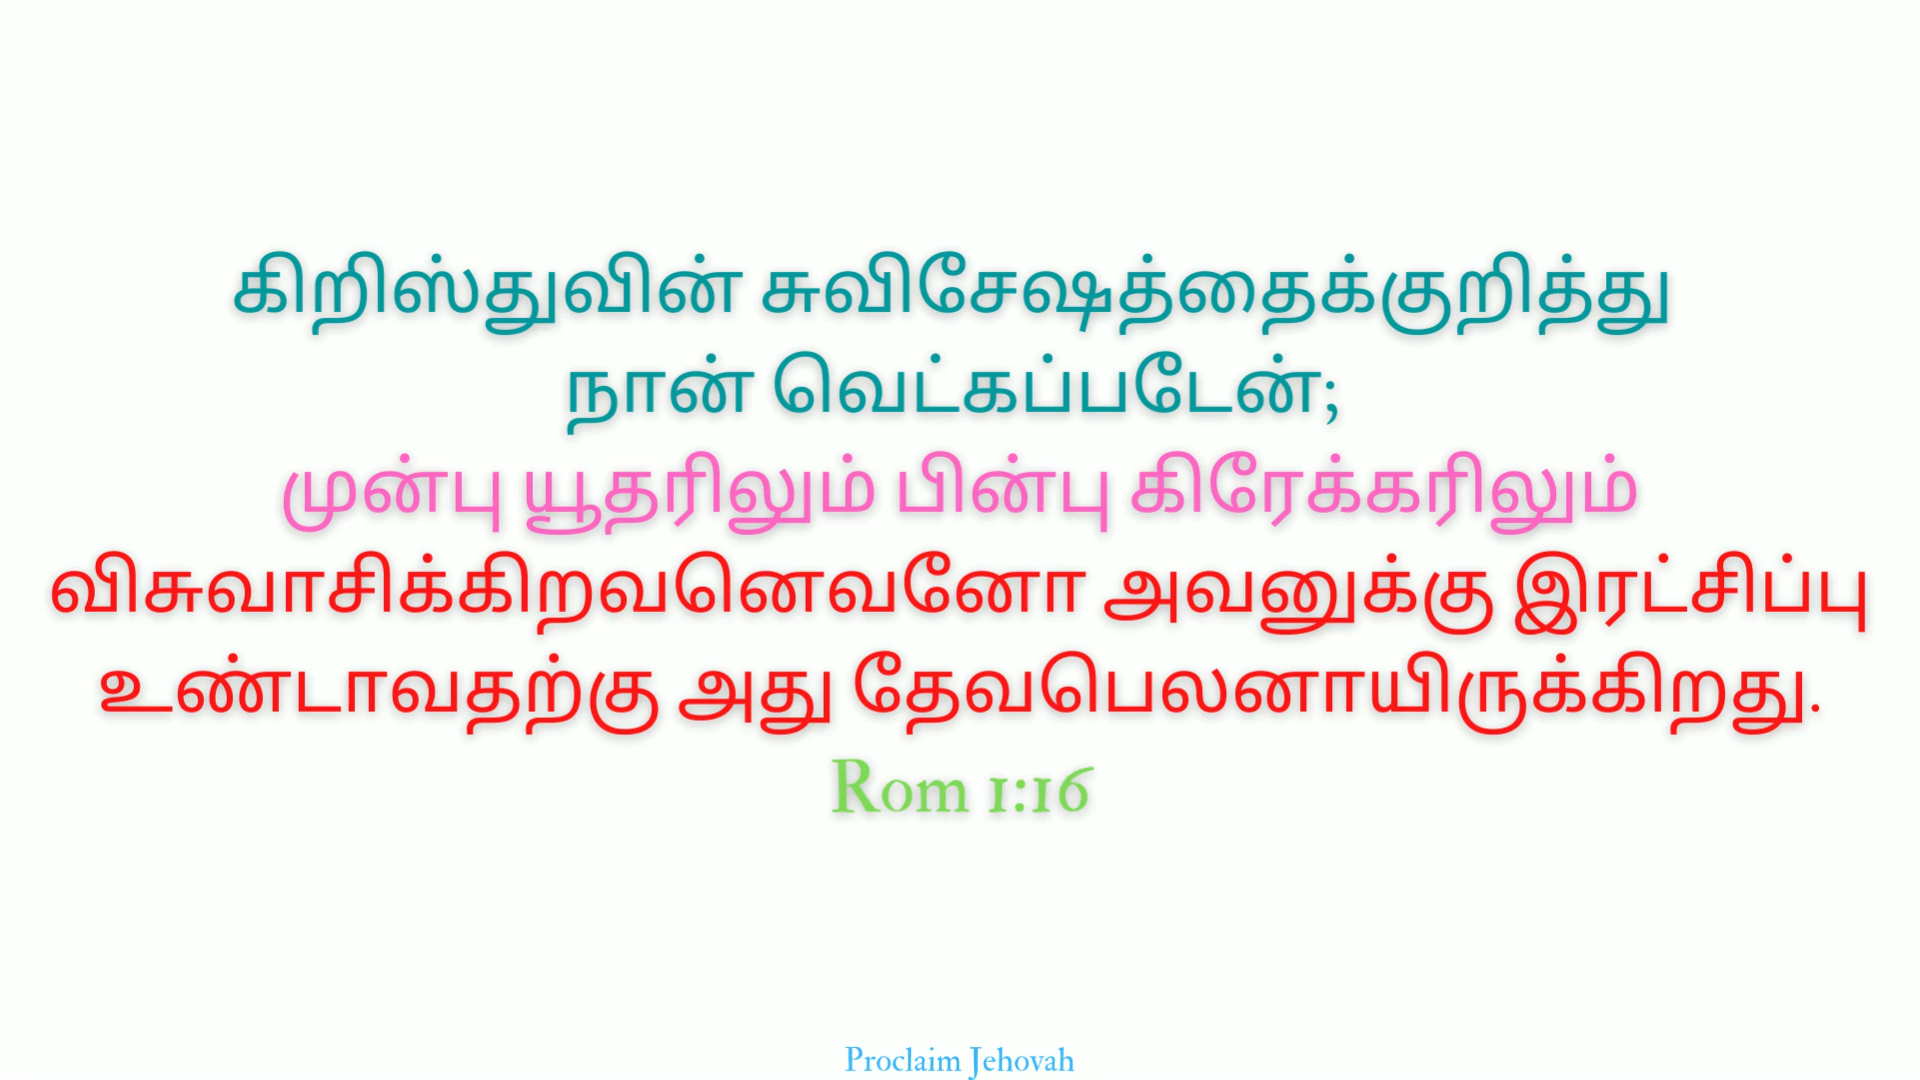 கிறிஸ்துவின் சுவிசேஷத்தைக்குறித்து
நான் வெட்கப்படேன்;
முன்பு யூதரிலும் பின்பு கிரேக்கரிலும்
விசுவாசிக்கிறவனெவனோ அவனுக்கு இரட்சிப்பு
உண்டாவதற்கு அது தேவபெலனாயிருக்கிறது.
Rom 1:16
Proclaim Jehovah